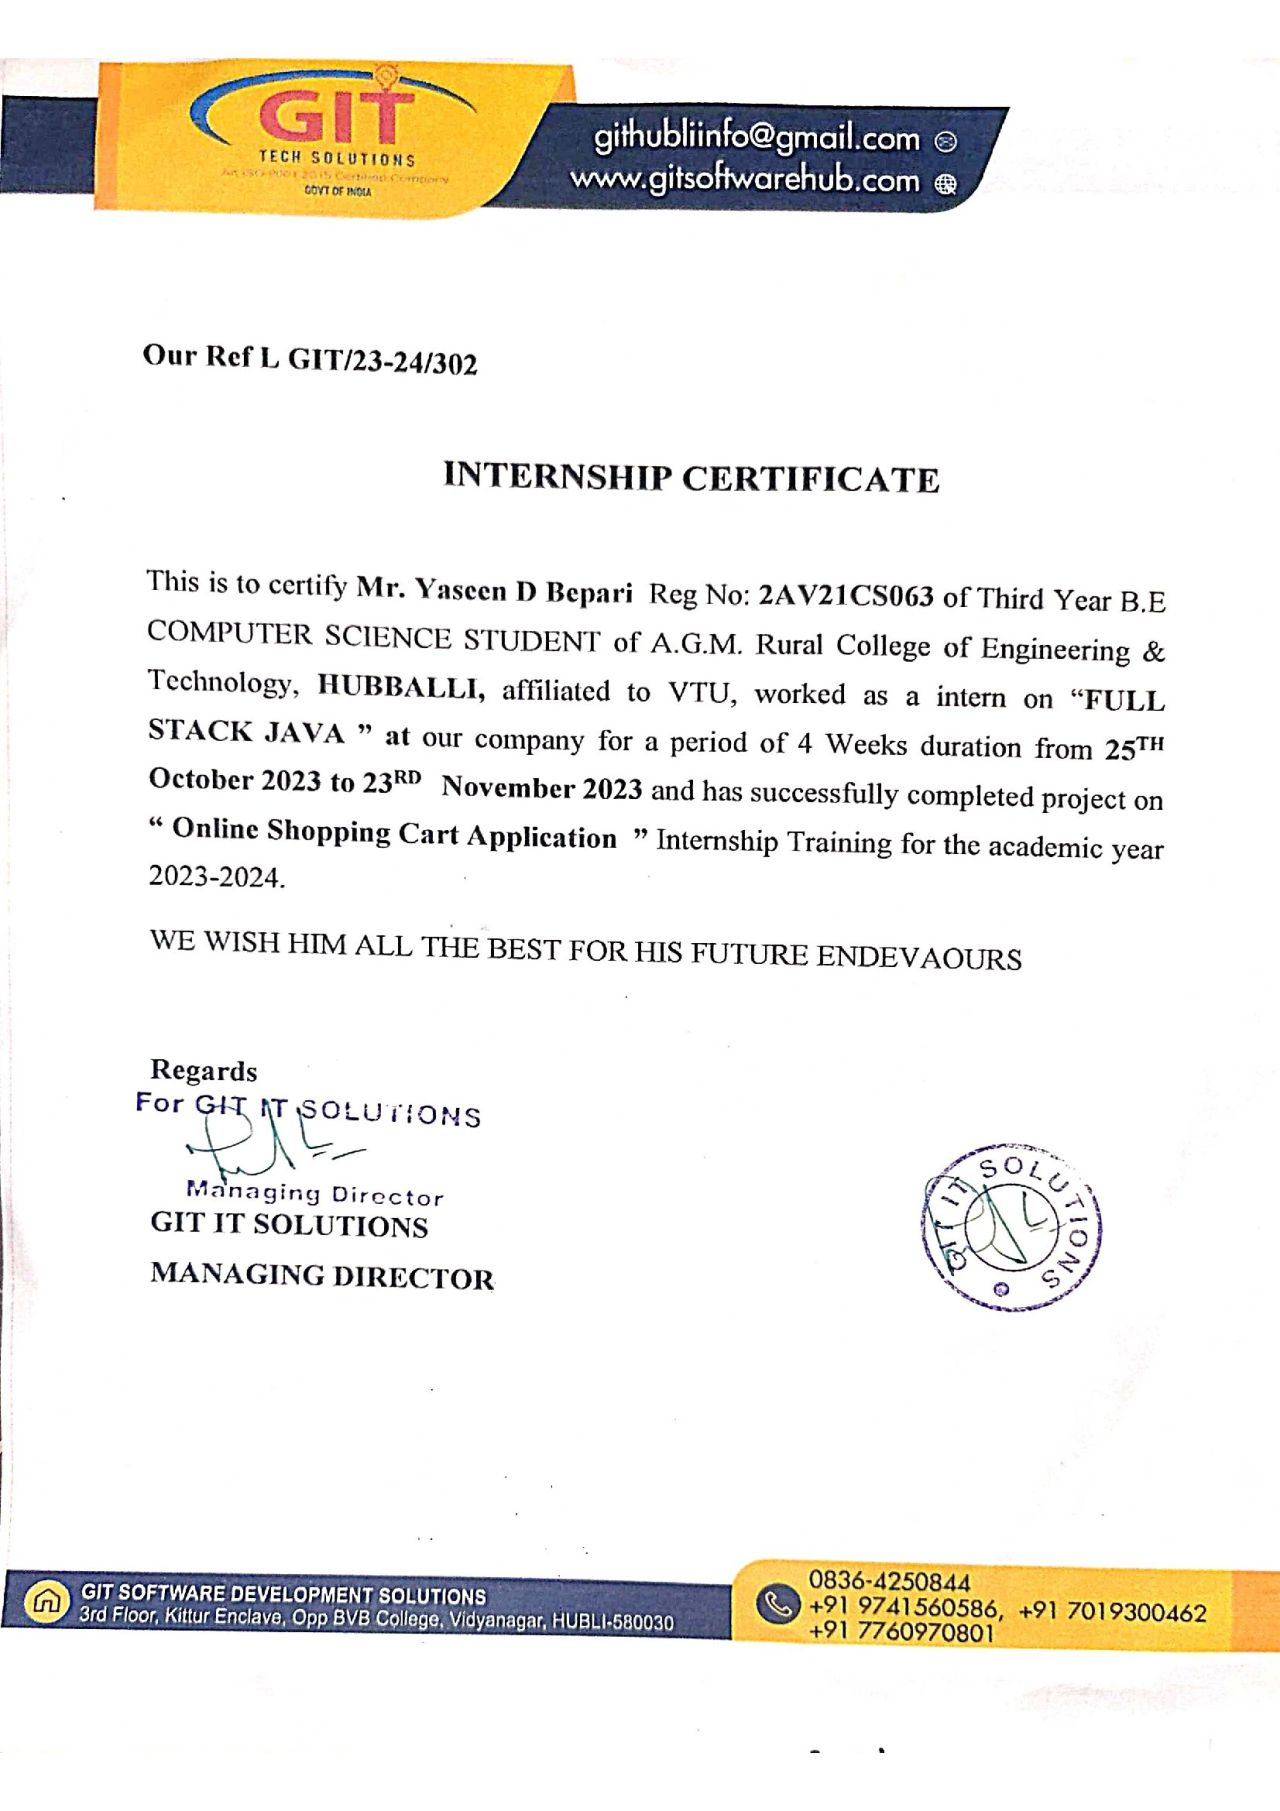 GIT
TECH SOLUTIONS
An ISO 9001 2015 Certified Company
GOVT OF INDIA
githubliinfo@gmail.com
www.gitsoftwarehub.com
Our Ref L GIT/23-24/302
INTERNSHIP CERTIFICATE
This is to certify Mr. Yaseen D Bepari Reg No: 2AV21CS063 of Third Year B.E
COMPUTER SCIENCE STUDENT of A.G.M. Rural College of Engineering &
Technology, HUBBALLI, affiliated to VTU, worked as a intern on “FULL
STACK JAVA ” at our company for a period of 4 Weeks duration from 25TH
October 2023 to 23RD November 2023 and has successfully completed project on
“ Online Shopping Cart Application ” Internship Training for the academic year
2023-2024.
WE WISH HIM ALL THE BEST FOR HIS FUTURE ENDEVAOURS
Regards
For GIT IT SOLUTIONS
Managing Director
GIT IT SOLUTIONS
MANAGING DIRECTOR
GIT IT SOLUTIONS
GIT SOFTWARE DEVELOPMENT SOLUTIONS
3rd Floor, Kittur Enclave, Opp BVB College, Vidyanagar, HUBLI-580030
0836-4250844
+91 9741560586, +91 7019300462
+91 7760970801